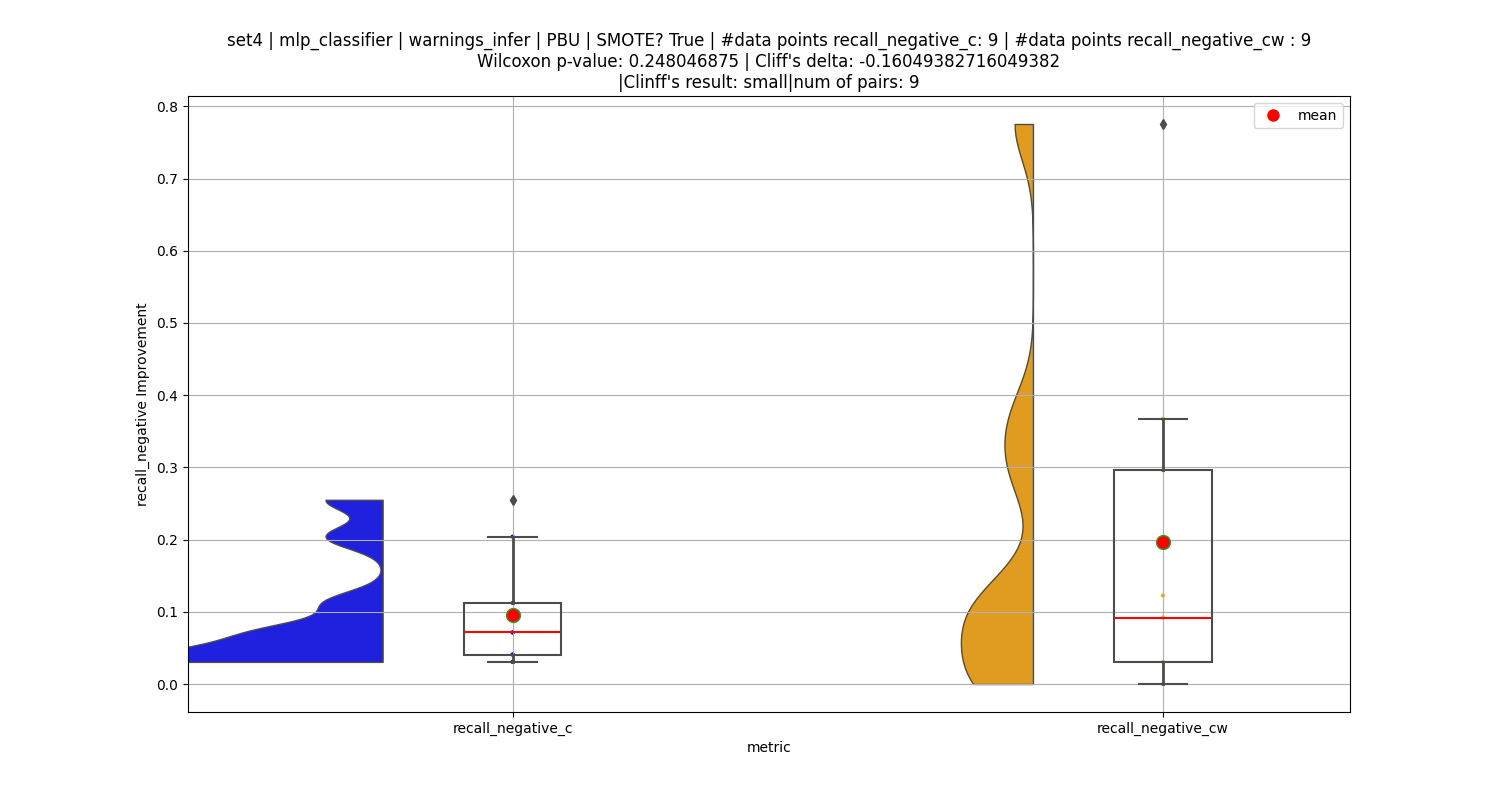 set4 | mlp_classifier | warnings_infer | PBU | SMOTE? True | #data points recall_negative_c: 9 | #data points recall_negative_cw : 9
Wilcoxon p-value: 0.248046875 | Cliff's delta: -0.16049382716049382
|Clinff's result: small|num of pairs: 9
mean
recall_negative Improvement
0.8
0.7
0.6
0.5
0.4
0.3
0.2
0.1
0.0
recall_negative_c
recall_negative_cw
metric